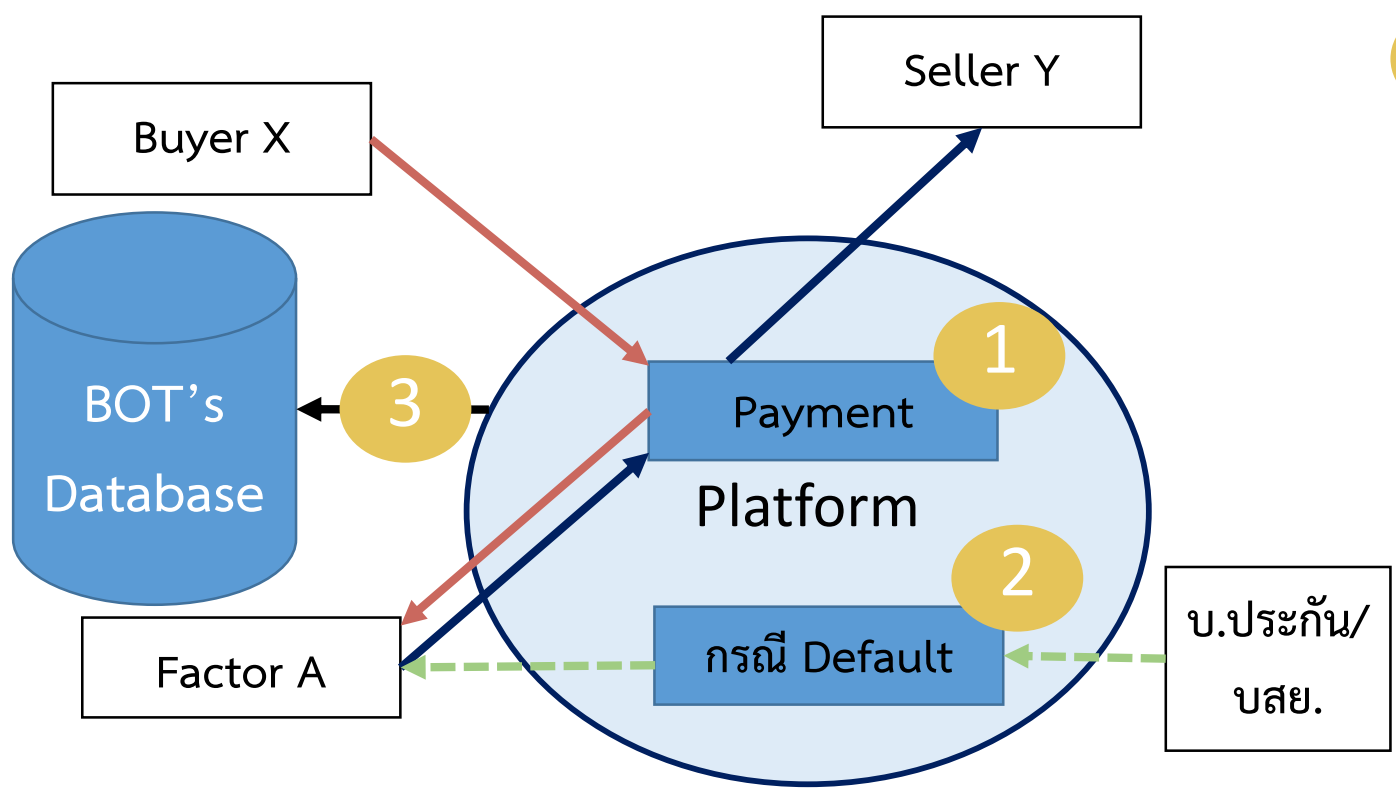 Seller Y
Buyer X
1
Payment
3
BOT’s
Database
Platform
2
บ.ประกัน/
บสย.
กรณี Default
Factor A